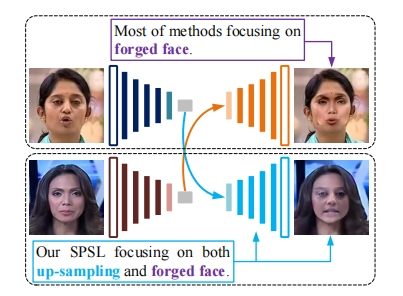 Most of methods focusing on
forged face.
Our SPSL focusing on both
up-sampling and forged face.